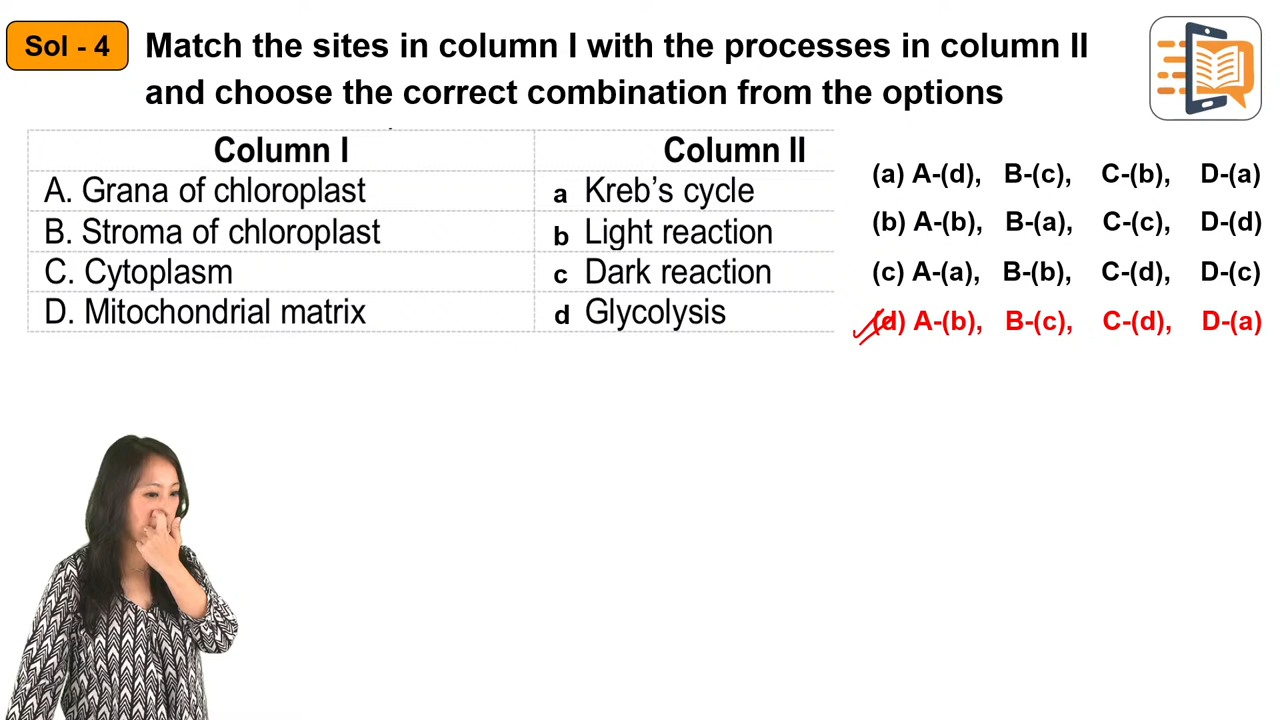 Sol - 4
Match the sites in column I with the processes in column II
and choose the correct combination from the options
Column I Column II
A. Grana of chloroplast a Kreb’s cycle
B. Stroma of chloroplast b Light reaction
C. Cytoplasm c Dark reaction
D. Mitochondrial matrix d Glycolysis
(a) A-(d), B-(c), C-(b), D-(a)
(b) A-(b), B-(a), C-(c), D-(d)
(c) A-(a), B-(b), C-(d), D-(c)
(d) A-(b), B-(c), C-(d), D-(a)